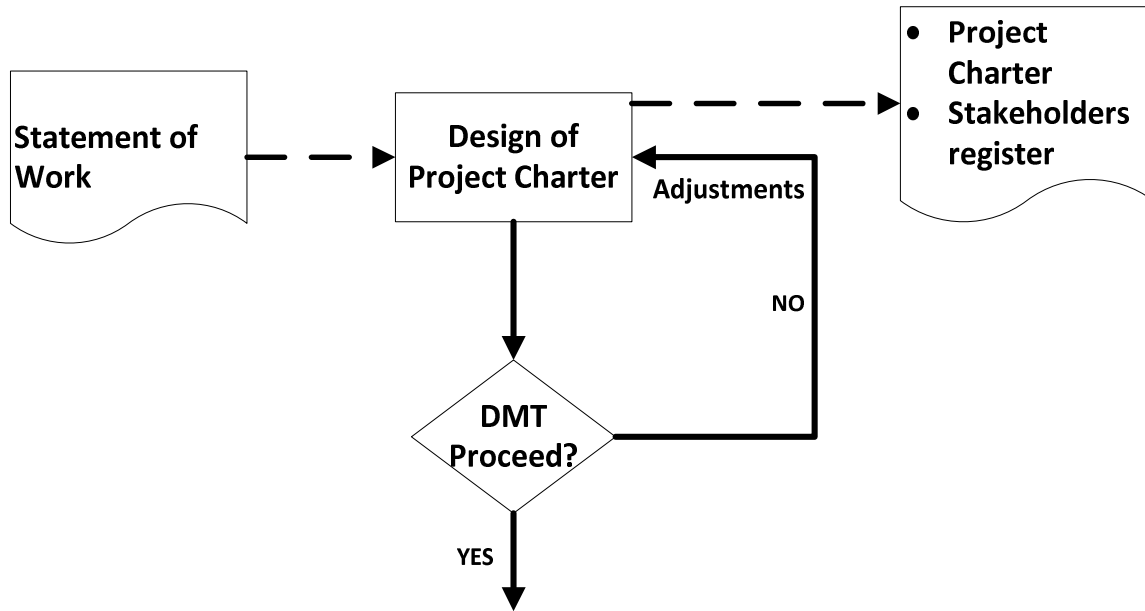 Statement of
Work
Design of
Project Charter
• Project
Charter
• Stakeholders
register
Adjustments
NO
DMT
Proceed?
YES